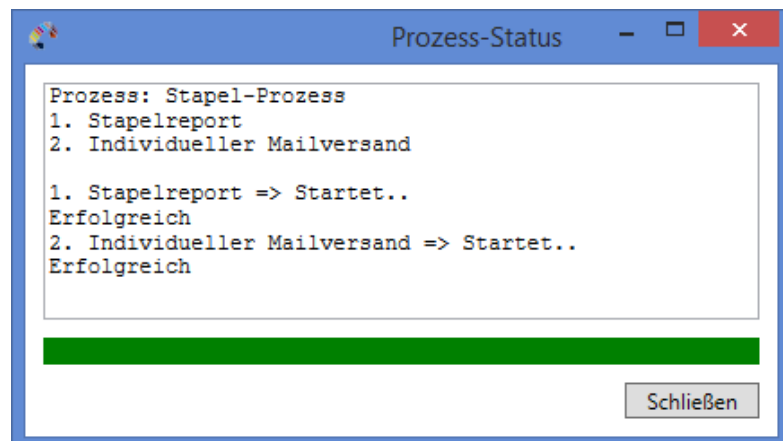 Prozess-Status
Prozess: Stapel-Prozess
1. Stapelreport
2. Individueller Mailversand
1. Stapelreport => Startet..
Erfolgreich
2. Individueller Mailversand => Startet..
Erfolgreich
Schließen